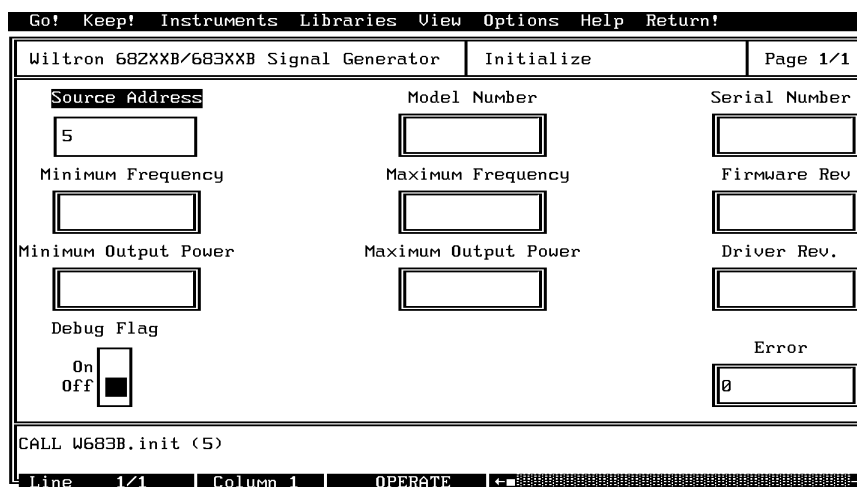 Go! Keep! Instruments Libraries View Options Help Return!
Wiltron 682XXB/683XXB Signal Generator Initialize Page 1/1
Source Address Model Number Serial Number
5
Minimum Frequency Maximum Frequency Firmware Rev
Minimum Output Power Maximum Output Power Driver Rev.
Debug Flag
Error
On
Off 0
CALL W683B.init (5)
Line 1/1 Column 1 OPERATE